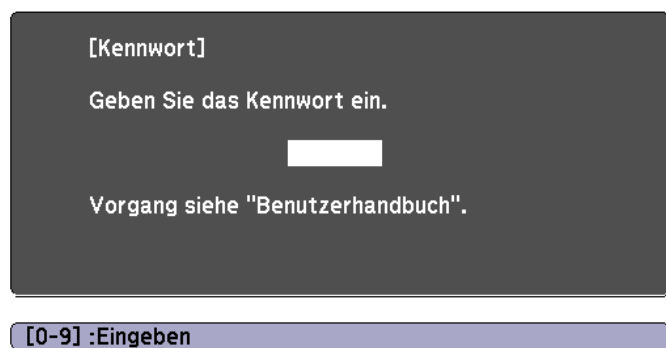 [Kennwort]
Geben Sie das Kennwort ein.
Vorgang siehe "Benutzerhandbuch".
[0-9] :Eingeben